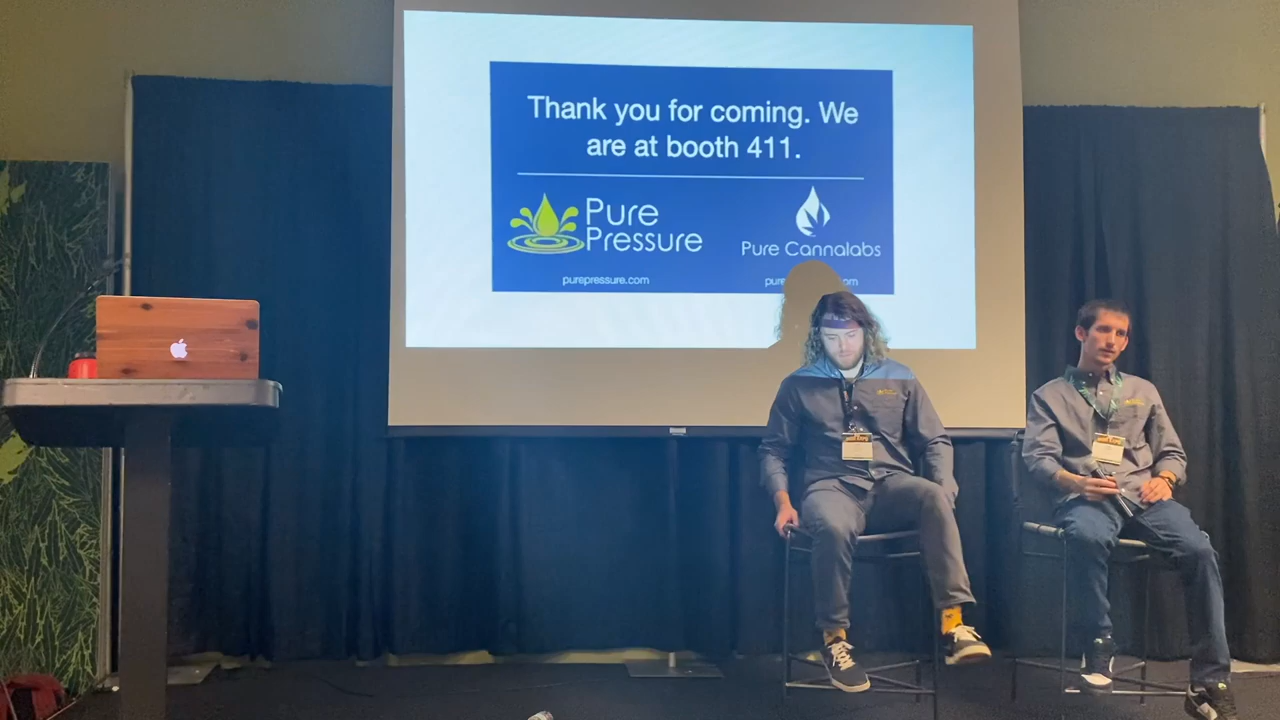 Thank you for coming. We
are at booth 411.
Pure
Pressure
Pure Cannalabs
purepressure.com